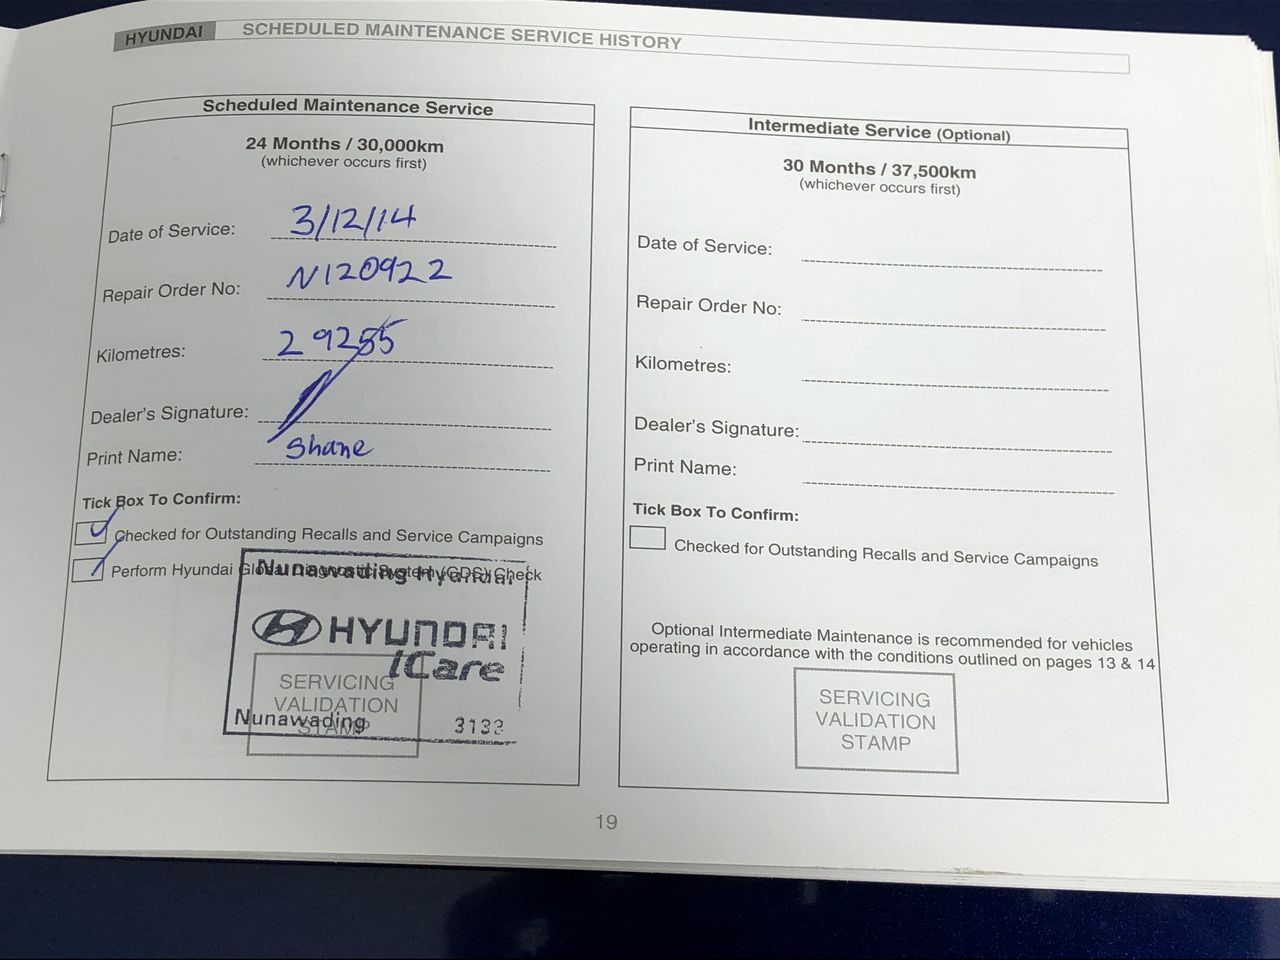 HYUNDAI SCHEDULED MAINTENANCE SERVICE HISTORY
Scheduled Maintenance Service
24 Months / 30,000km
(whichever occurs first)
Date of Service: 3/12/14
Repair Order No: N120922
Kilometres: 29255
Dealer's Signature:
Print Name: Shane
Tick Box To Confirm:
Checked for Outstanding Recalls and Service Campaigns
Perform Hyundai Global Diagnostic System (GDS) Check
Nunawading Hyundai
HYUNDAI
iCare
SERVICING
VALIDATION
STAMP
Nunawading 3133
Intermediate Service (Optional)
30 Months / 37,500km
(whichever occurs first)
Date of Service:
Repair Order No:
Kilometres:
Dealer's Signature:
Print Name:
Tick Box To Confirm:
Checked for Outstanding Recalls and Service Campaigns
Optional Intermediate Maintenance is recommended for vehicles
operating in accordance with the conditions outlined on pages 13 & 14
SERVICING
VALIDATION
STAMP
19